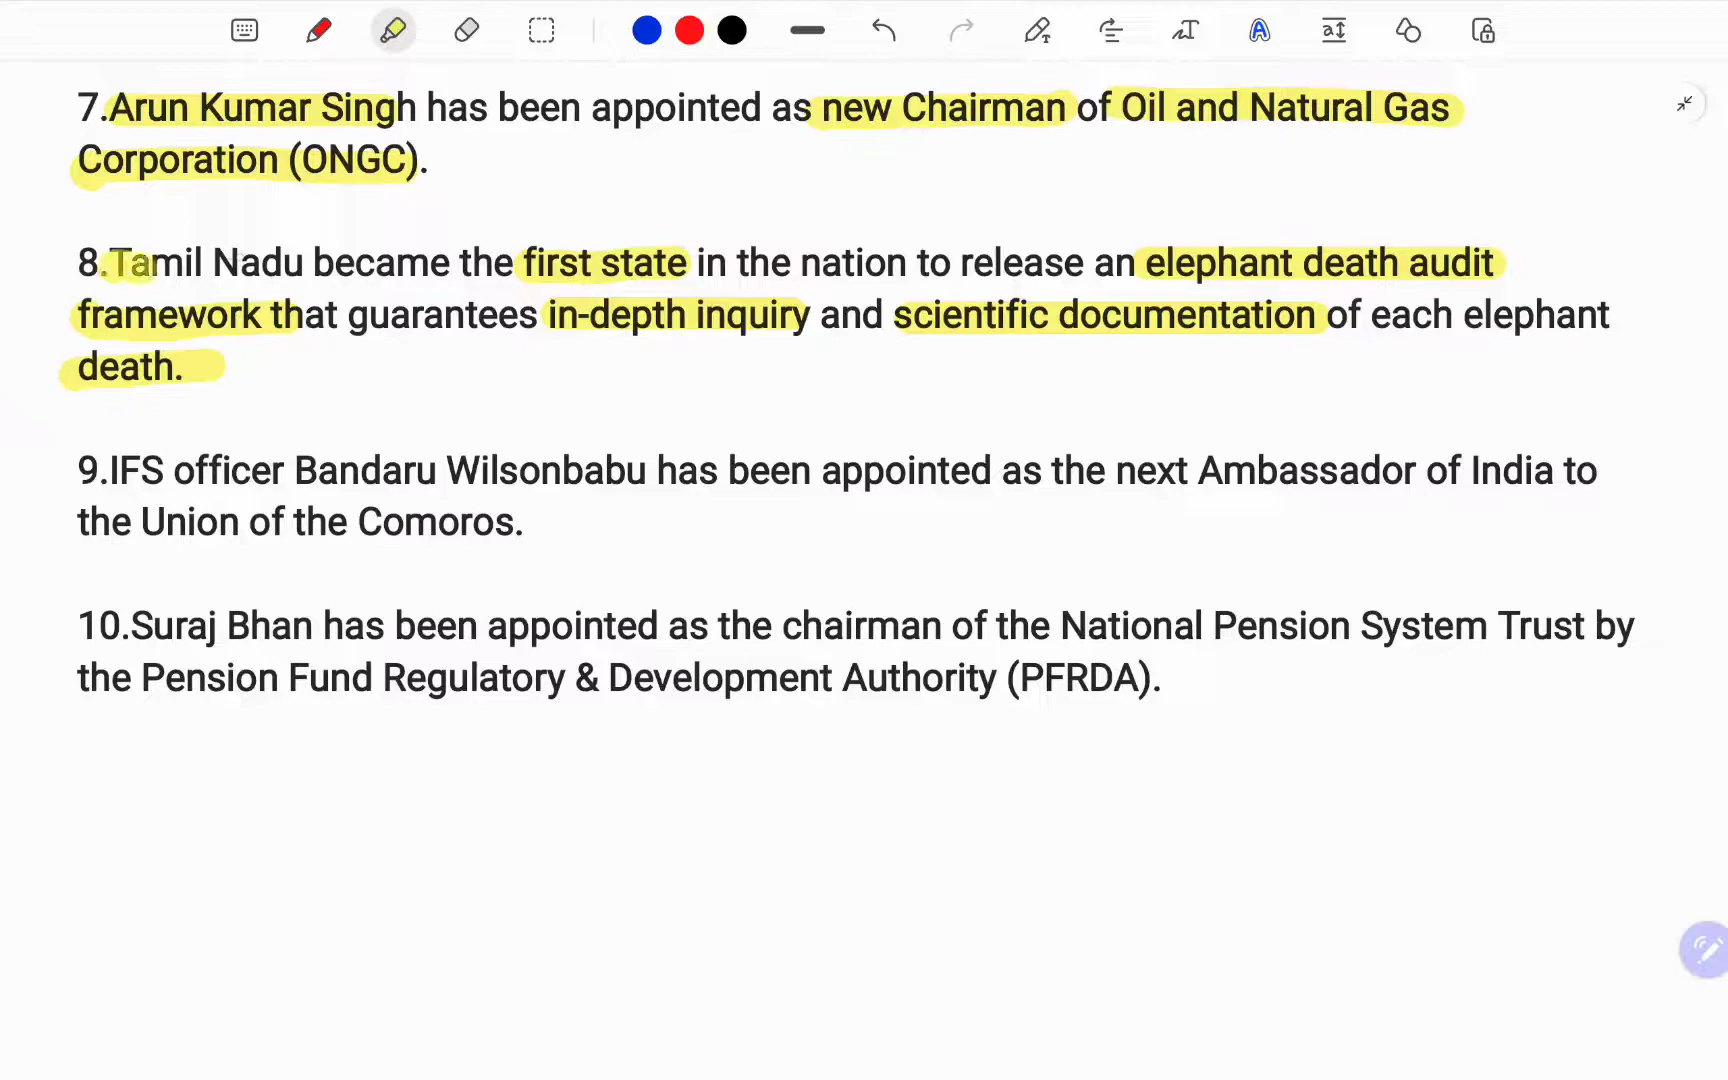 7.Arun Kumar Singh has been appointed as new Chairman of Oil and Natural Gas
Corporation (ONGC).
8.Tamil Nadu became the first state in the nation to release an elephant death audit
framework that guarantees in-depth inquiry and scientific documentation of each elephant
death.
9.IFS officer Bandaru Wilsonbabu has been appointed as the next Ambassador of India to
the Union of the Comoros.
10.Suraj Bhan has been appointed as the chairman of the National Pension System Trust by
the Pension Fund Regulatory & Development Authority (PFRDA).